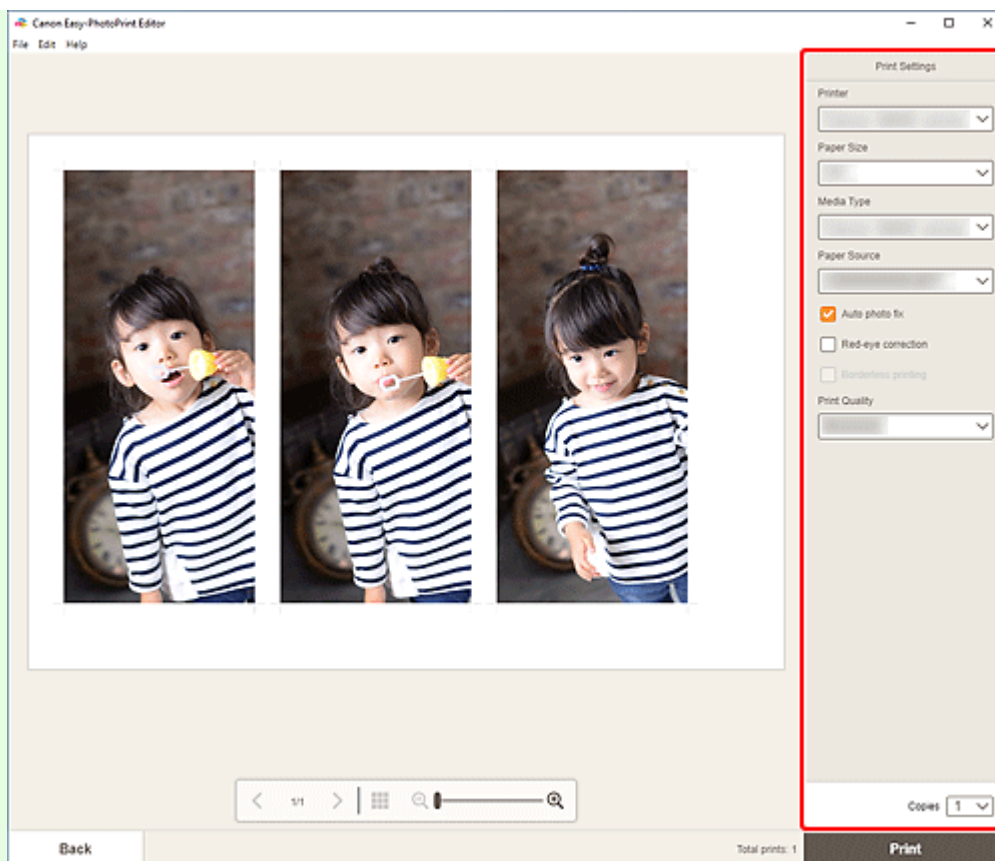 Canon Easy-PhotoPrint Editor
File Edit Help
Print Settings
Printer
Paper Size
Media Type
Paper Source
Auto photo fix
Red-eye correction
Borderless printing
Print Quality
1/1
Copies 1
Back
Total prints: 1
Print